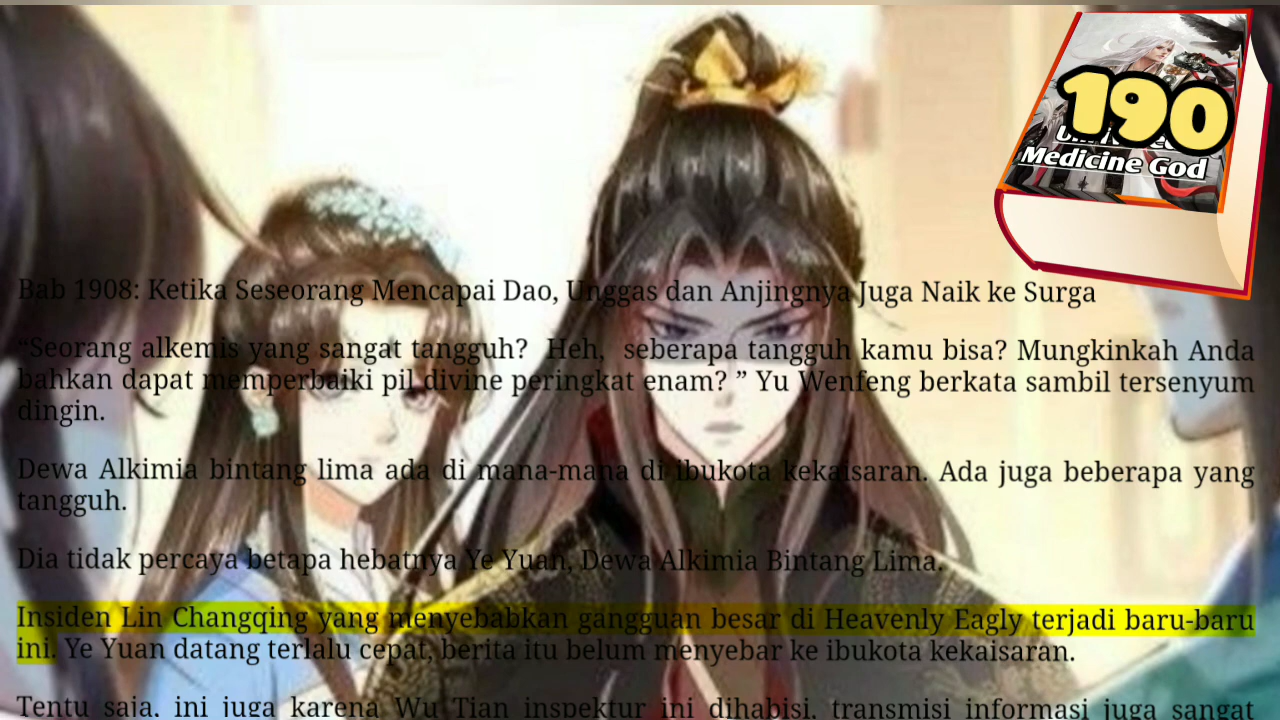 190
Medicine God
Bab 1908: Ketika Seseorang Mencapai Dao, Unggas dan Anjingnya Juga Naik ke Surga
“Seorang alkemis yang sangat tangguh? Heh, seberapa tangguh kamu bisa? Mungkinkah Anda
bahkan dapat memperbaiki pil divine peringkat enam? ” Yu Wenfeng berkata sambil tersenyum
dingin.
Dewa Alkimia bintang lima ada di mana-mana di ibukota kekaisaran. Ada juga beberapa yang
tangguh.
Dia tidak percaya betapa hebatnya Ye Yuan, Dewa Alkimia Bintang Lima.
Insiden Lin Changqing yang menyebabkan gangguan besar di Heavenly Eagly terjadi baru-baru
ini. Ye Yuan datang terlalu cepat, berita itu belum menyebar ke ibukota kekaisaran.
Tentu saja, ini juga karena Wu Tian inspektur ini dihabisi, transmisi informasi juga sangat